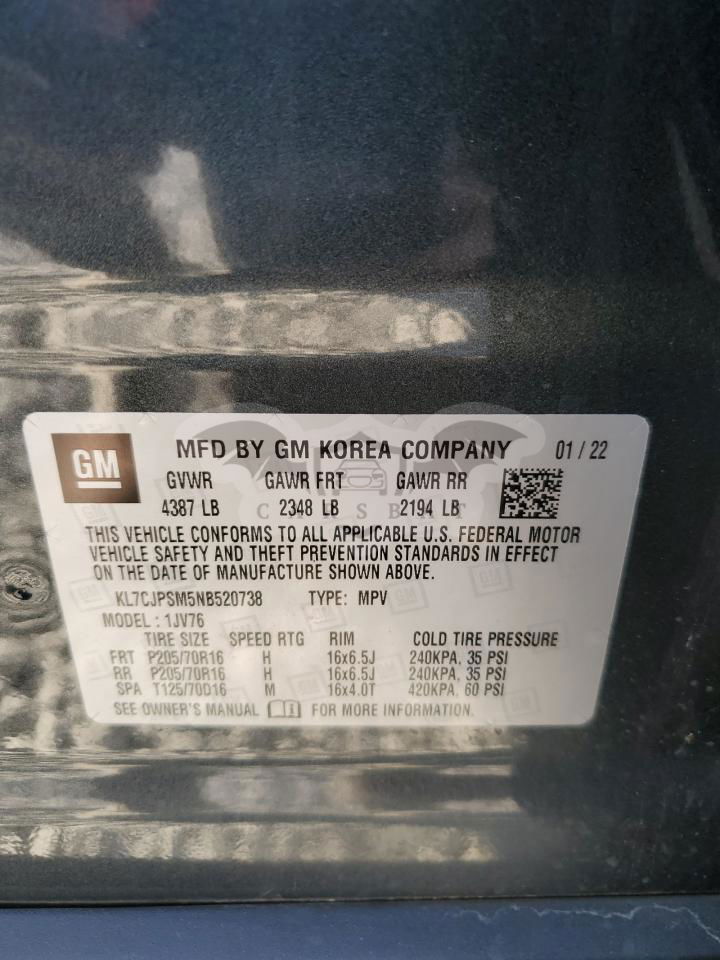 GM MFD BY GM KOREA COMPANY 01 / 22
GVWR GAWR FRT GAWR RR
4387 LB 2348 LB 2194 LB
CARSBAT
THIS VEHICLE CONFORMS TO ALL APPLICABLE U.S. FEDERAL MOTOR
VEHICLE SAFETY AND THEFT PREVENTION STANDARDS IN EFFECT
ON THE DATE OF MANUFACTURE SHOWN ABOVE.
KL7CJPSM5NB520738 TYPE: MPV
MODEL : 1JV76
TIRE SIZE SPEED RTG RIM COLD TIRE PRESSURE
FRT P205/70R16 H 16x6.5J 240KPA, 35 PSI
RR P205/70R16 H 16x6.5J 240KPA, 35 PSI
SPA T125/70D16 M 16x4.0T 420KPA, 60 PSI
SEE OWNER'S MANUAL FOR MORE INFORMATION.